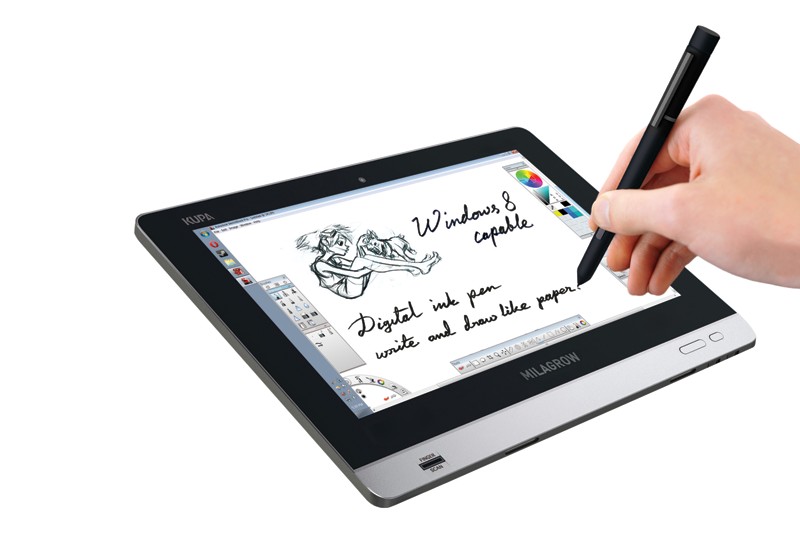 KUPA
Windows 8
capable
Digital ink pen
write and draw like paper.
MILAGROW
FINGER
SCAN